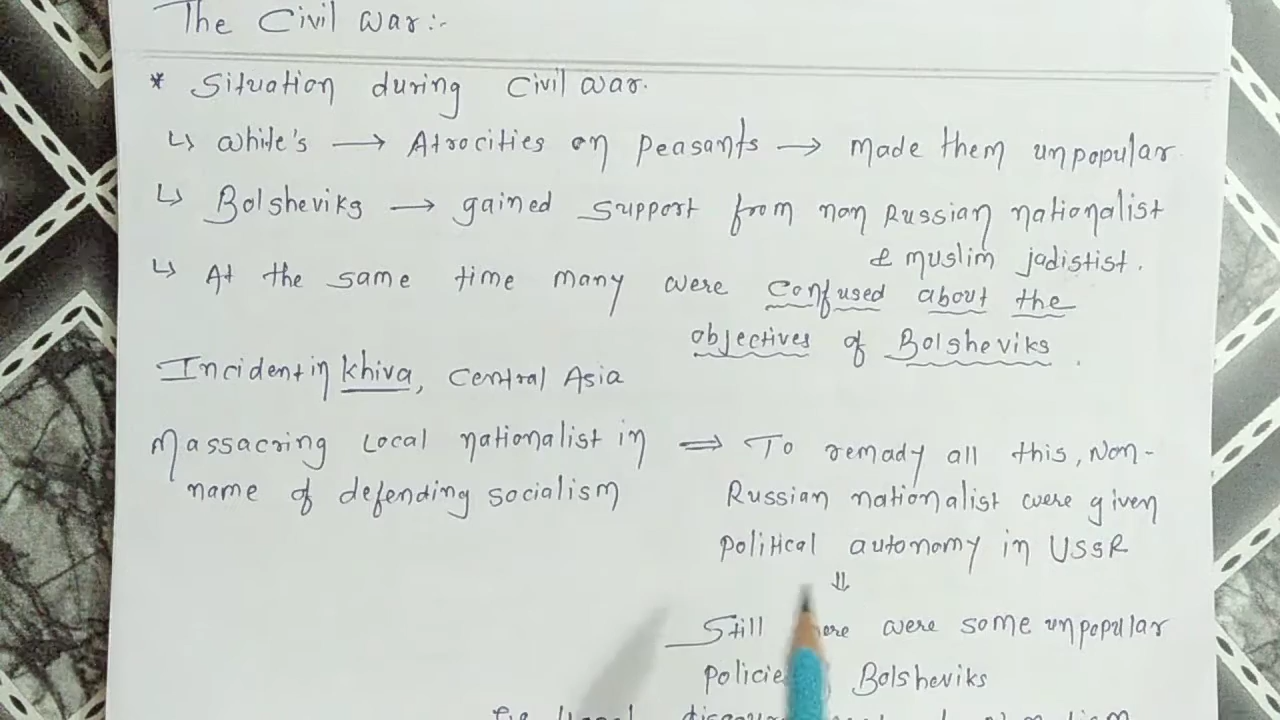 The Civil War:-
* Situation during Civil War.
↳ White's → Atrocities on peasants → made them unpopular.
↳ Bolsheviks → gained support from non Russian nationalist
& muslim jadistist.
↳ At the same time many were confused about the
objectives of Bolsheviks.
Incident in Khiva, Central Asia
Massacring Local nationalist in
name of defending socialism
⇒ To remady all this, Non-
Russian nationalist were given
political autonomy in USSR
⇓
Still were some unpopular
Bolsheviks